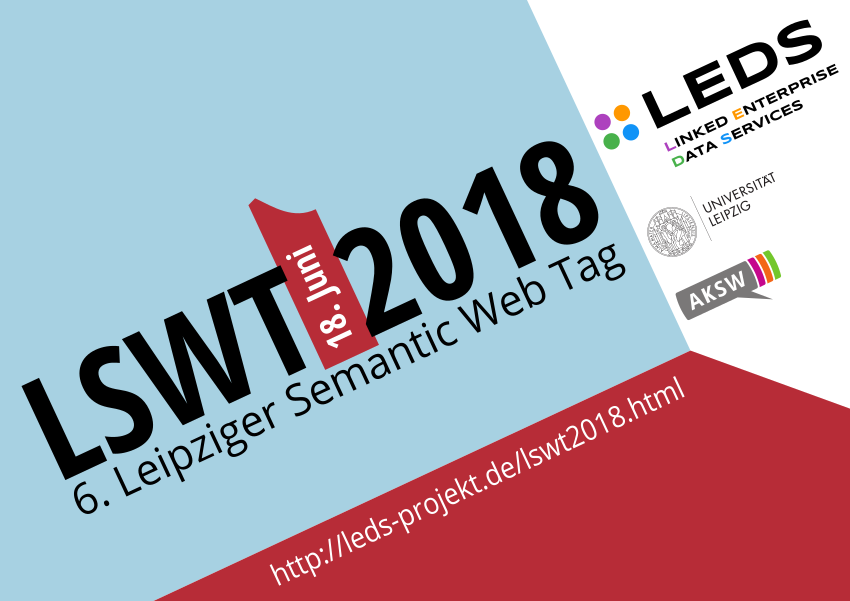 LSWT 2018
18. Juni
6. Leipziger Semantic Web Tag
http://leds-projekt.de/lswt2018.html
LEDS
LINKED ENTERPRISE
DATA SERVICES
UNIVERSITÄT
LEIPZIG
AKSW